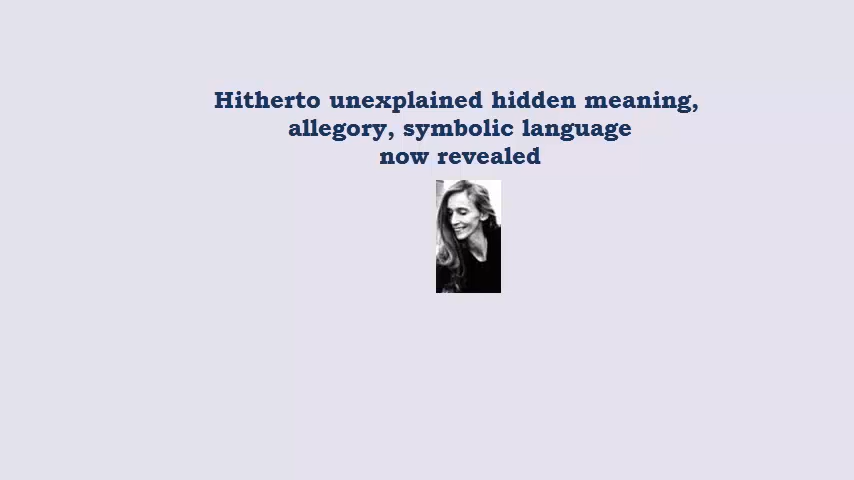 Hitherto unexplained hidden meaning,
allegory, symbolic language
now revealed